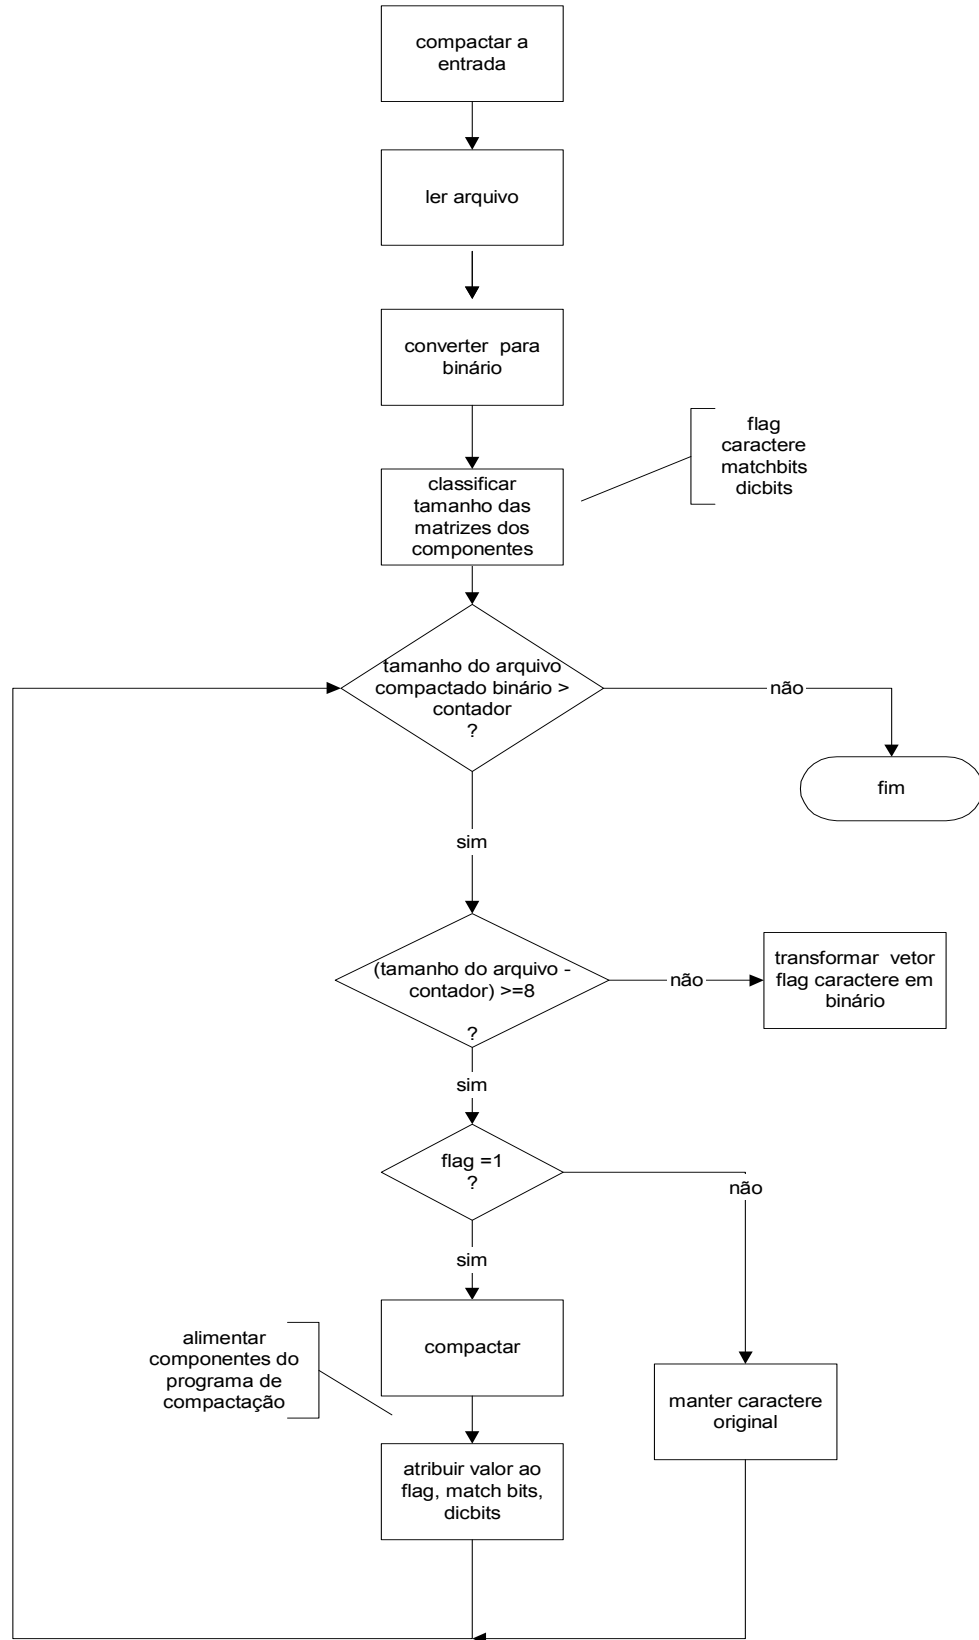 compactar a
entrada
ler arquivo
converter para
binário
flag
caractere
matchbits
dicbits
classificar
tamanho das
matrizes dos
componentes
tamanho do arquivo
compactado binário >
contador
?
não
fim
sim
(tamanho do arquivo -
contador) >=8
?
não
transformar vetor
flag caractere em
binário
sim
flag =1
?
não
sim
alimentar
componentes do
programa de
compactação
compactar
manter caractere
original
atribuir valor ao
flag, match bits,
dicbits